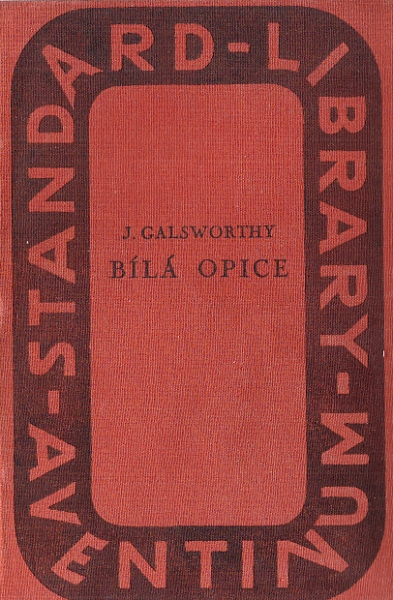 STANDARD-LIBRARY-AVENTINUM
J. GALSWORTHY
BÍLÁ OPICE